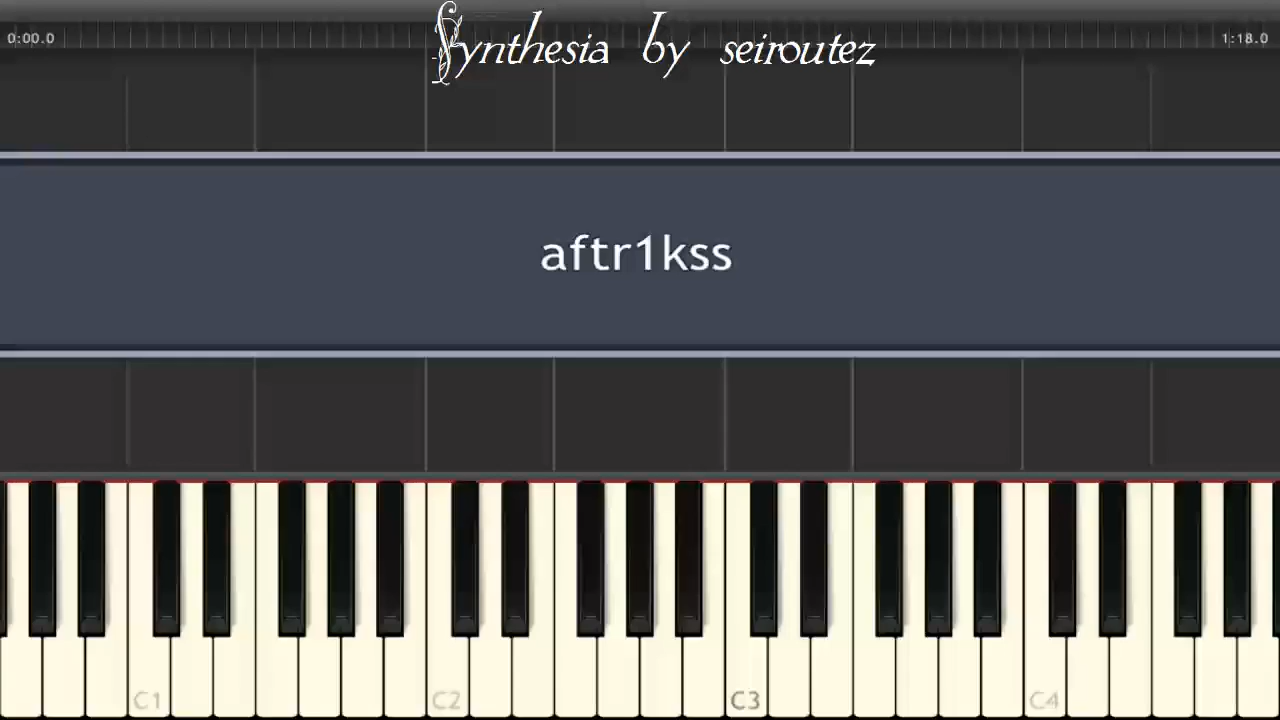 Synthesia by seiroutez
0:00.0
1:18.0
aftr1kss
C1
C2
C3
C4